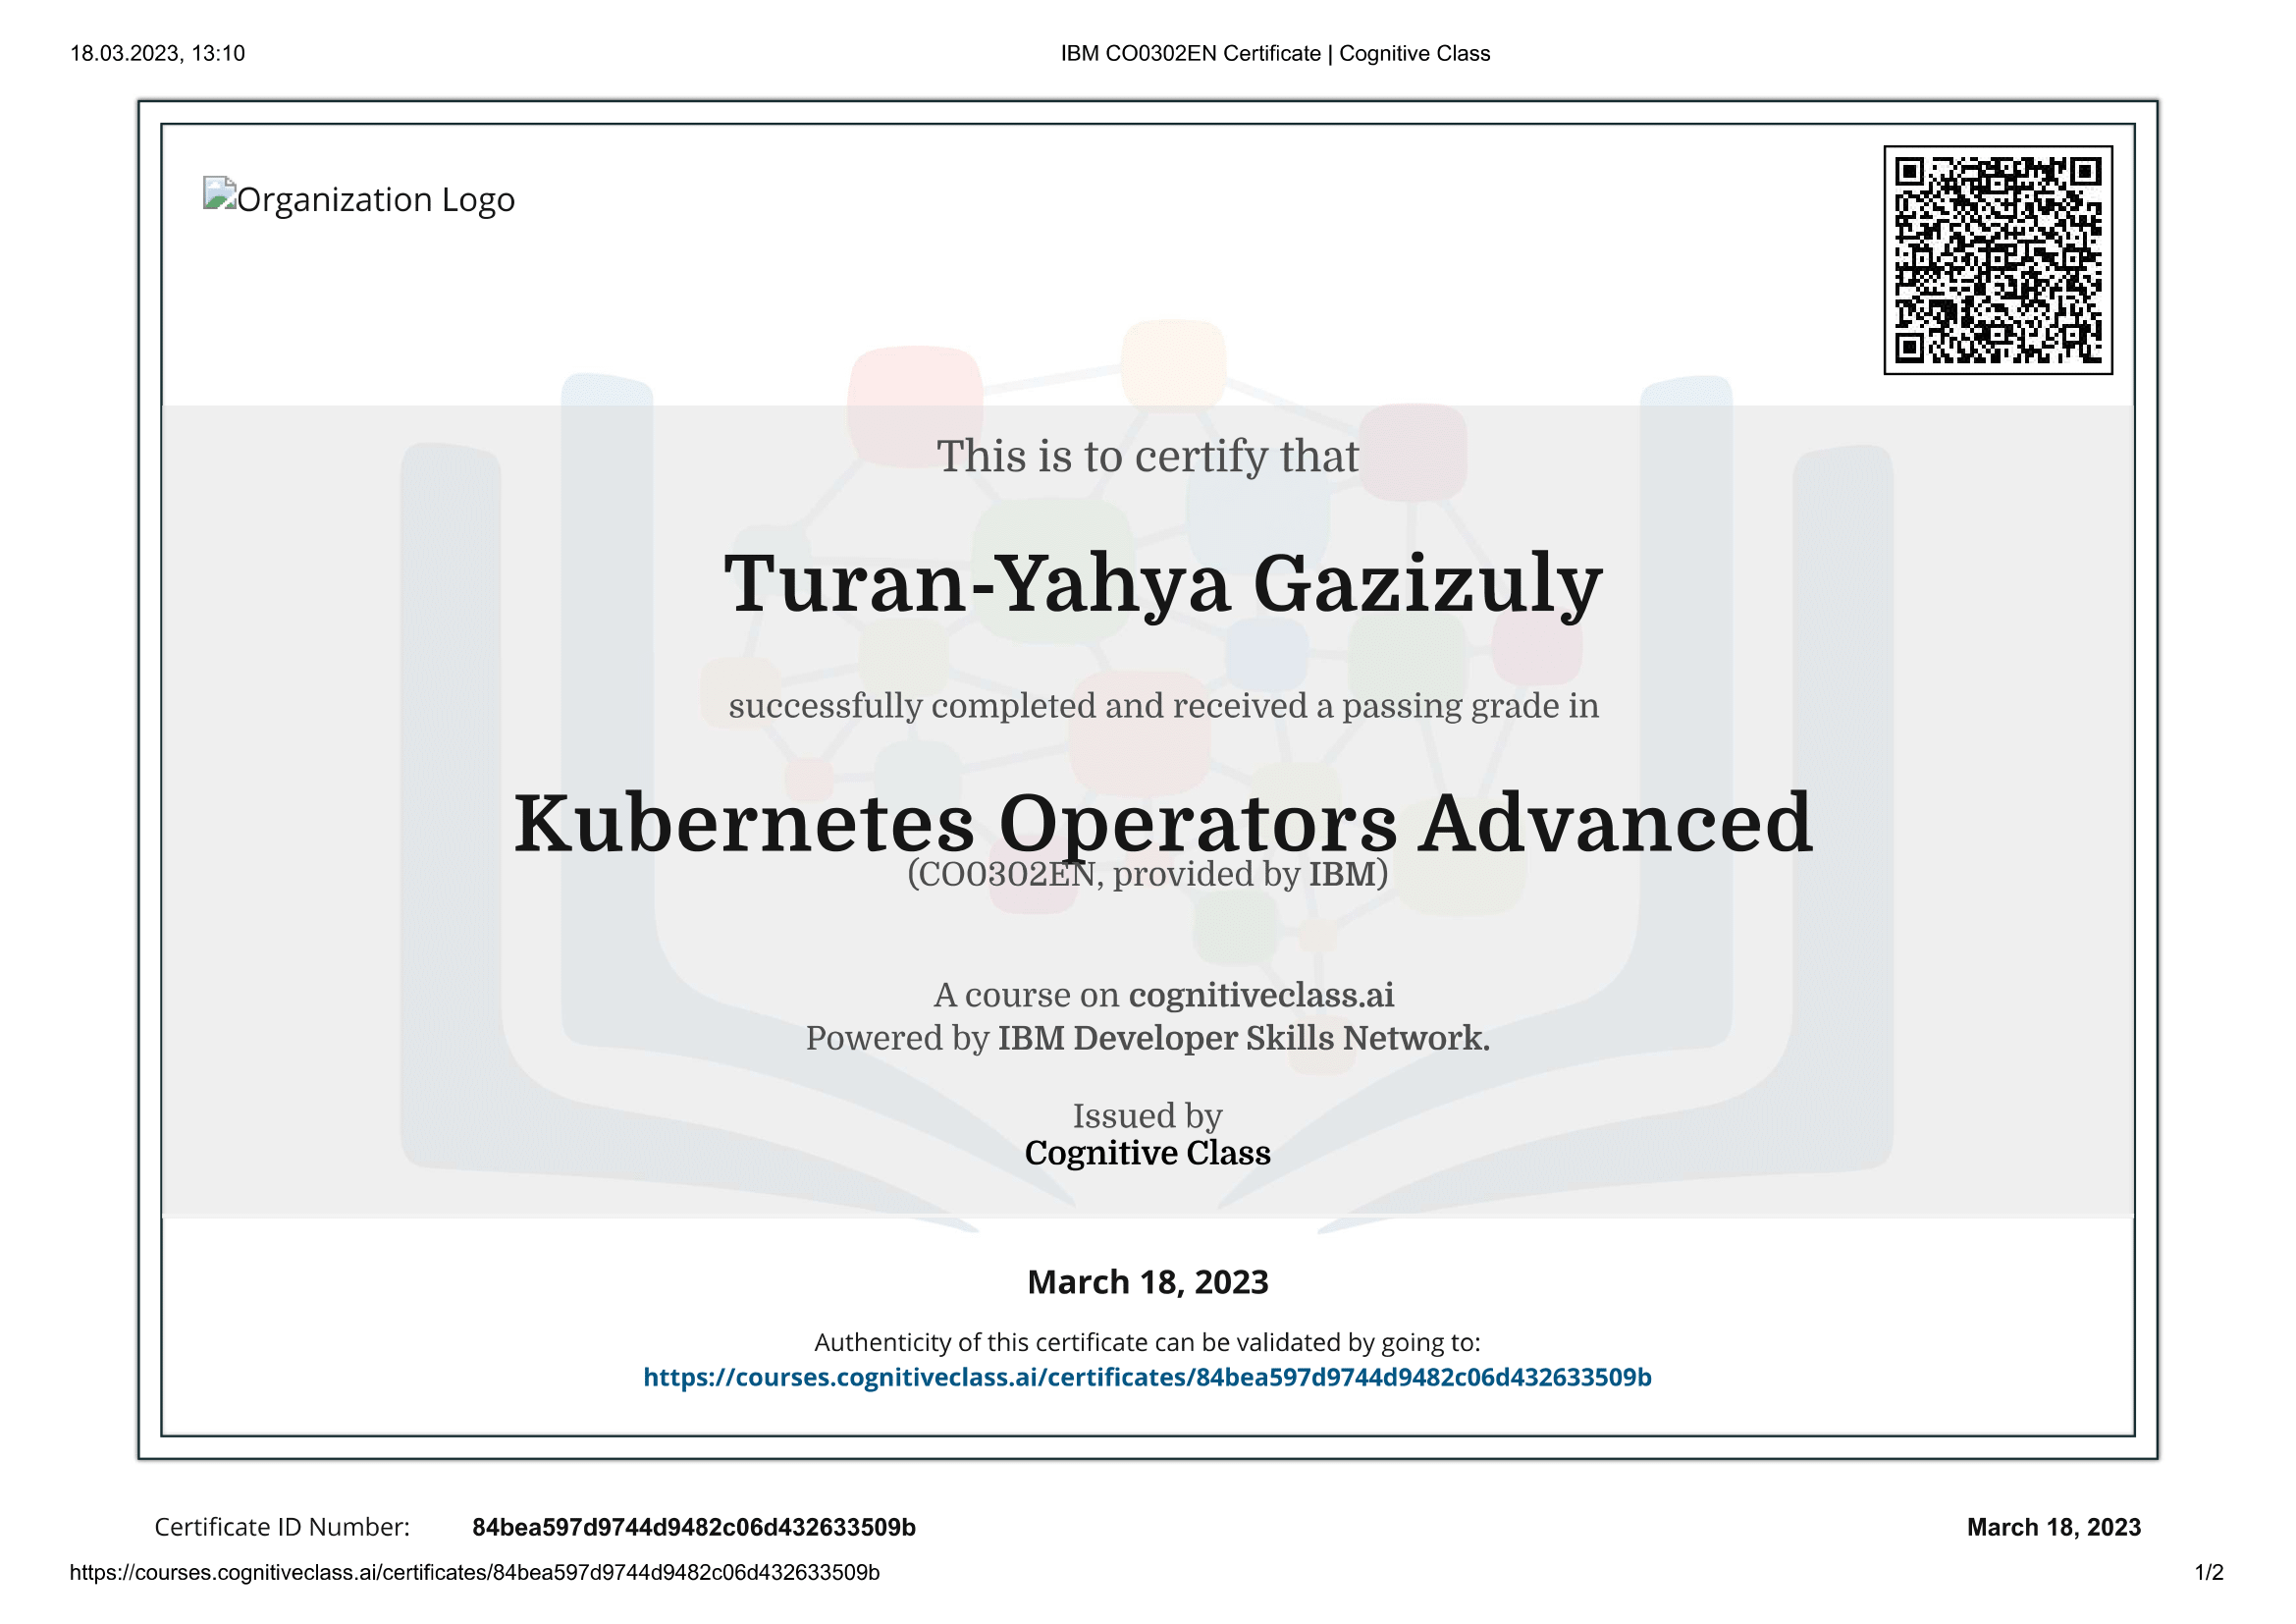 18.03.2023, 13:10
IBM CO0302EN Certificate | Cognitive Class
Organization Logo
This is to certify that
Turan-Yahya Gazizuly
successfully completed and received a passing grade in
Kubernetes Operators Advanced
(CO0302EN, provided by IBM)
A course on cognitiveclass.ai
Powered by IBM Developer Skills Network.
Issued by
Cognitive Class
March 18, 2023
Authenticity of this certificate can be validated by going to:
https://courses.cognitiveclass.ai/certificates/84bea597d9744d9482c06d432633509b
Certificate ID Number: 84bea597d9744d9482c06d432633509b
March 18, 2023
https://courses.cognitiveclass.ai/certificates/84bea597d9744d9482c06d432633509b
1/2